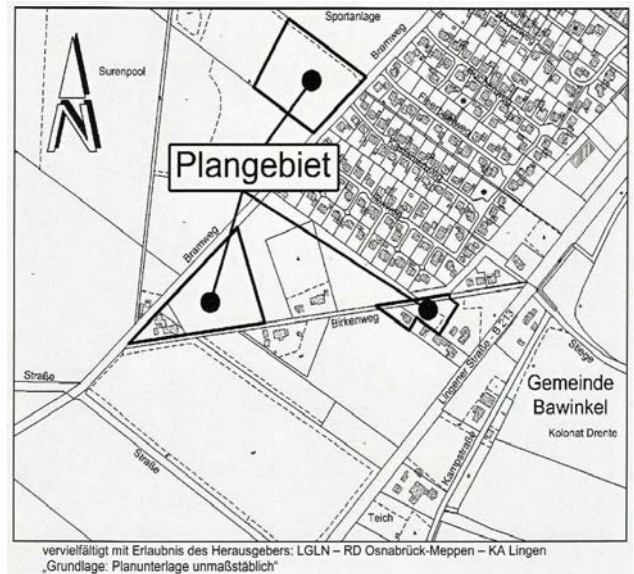 Sportanlage
Bramweg
Surenpool
N
Plangebiet
Bramweg
Birkenweg
Lingener Straße - B 213
Stiege
Straße
Gemeinde
Bawinkel
Kolonat Drente
Straße
Kampstraße
Teich
vervielfältigt mit Erlaubnis des Herausgebers: LGLN – RD Osnabrück-Meppen – KA Lingen
„Grundlage: Planunterlage unmaßstäblich“